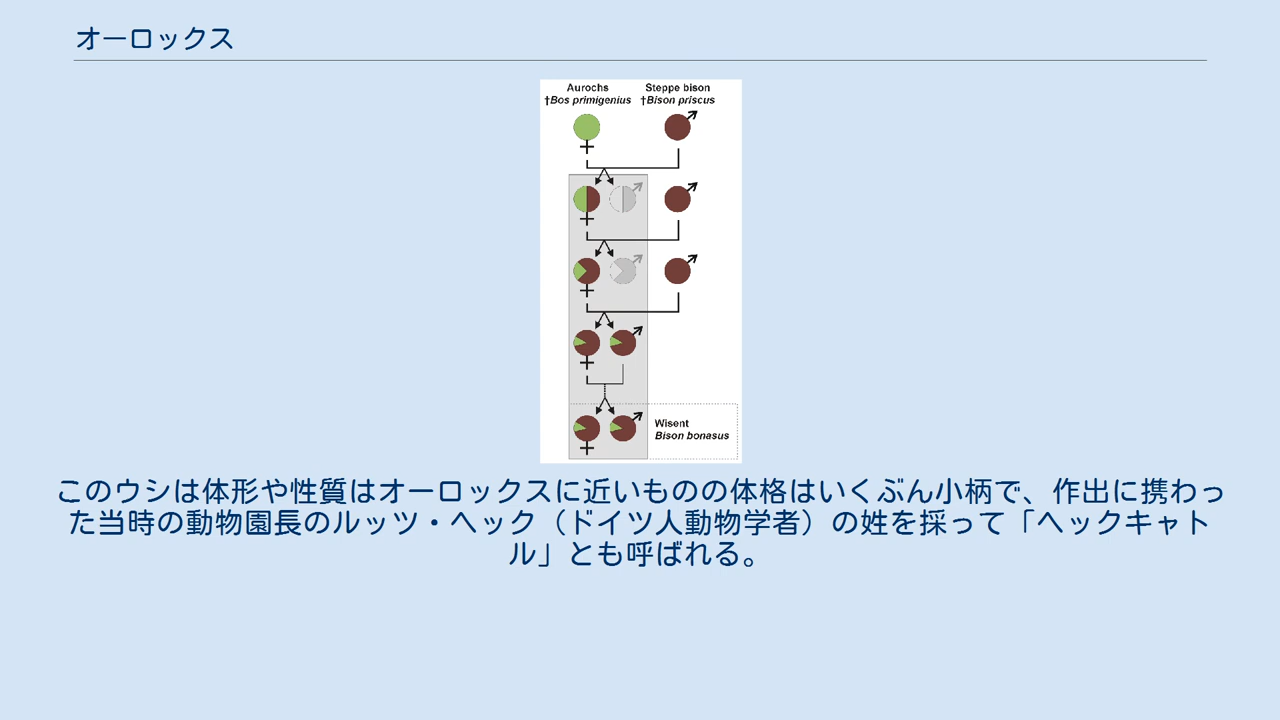 オーロックス
Aurochs
†Bos primigenius
Steppe bison
†Bison priscus
Wisent
Bison bonasus
このウシは体形や性質はオーロックスに近いものの体格はいくぶん小柄で、作出に携わっ
た当時の動物園長のルッツ・ヘック（ドイツ人動物学者）の姓を採って「ヘックキャト
ル」とも呼ばれる。